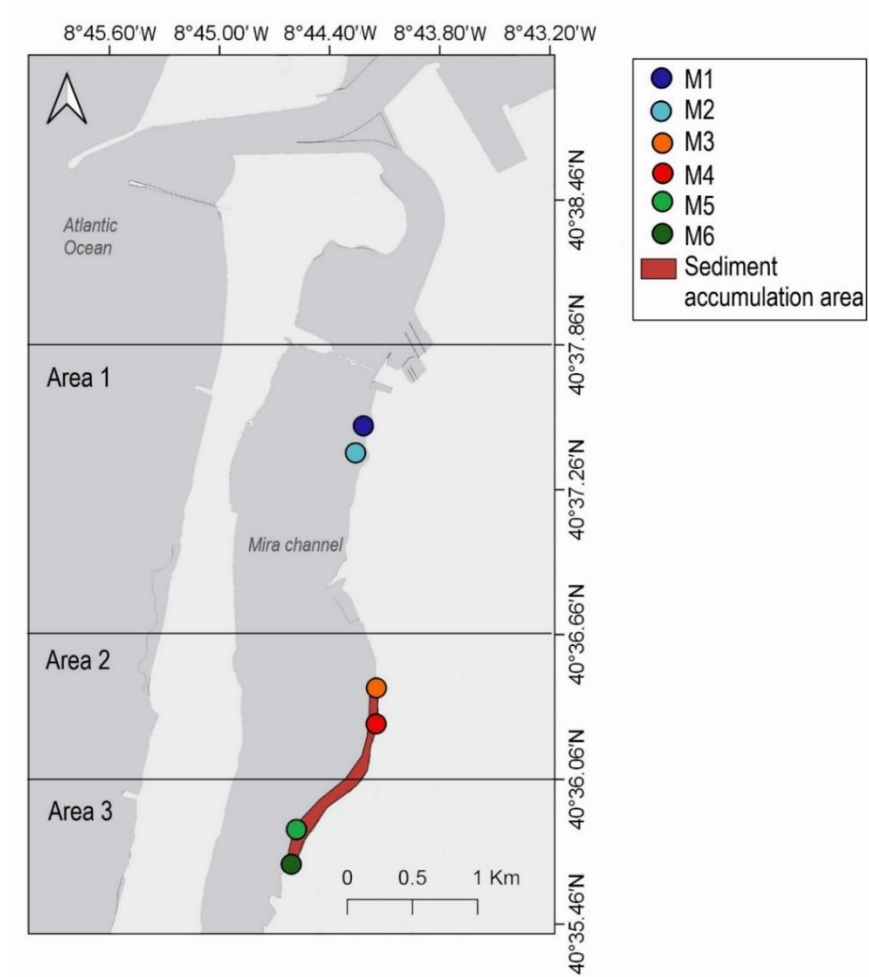 8°45.60'W 8°45.00'W 8°44.40'W 8°43.80'W 8°43.20'W
M1
M2
M3
M4
M5
M6
Sediment
accumulation area
Atlantic
Ocean
40°38.46'N
40°37.86'N
Area 1
40°37.26'N
Mira channel
40°36.66'N
Area 2
40°36.06'N
Area 3
0 0.5 1 Km
40°35.46'N